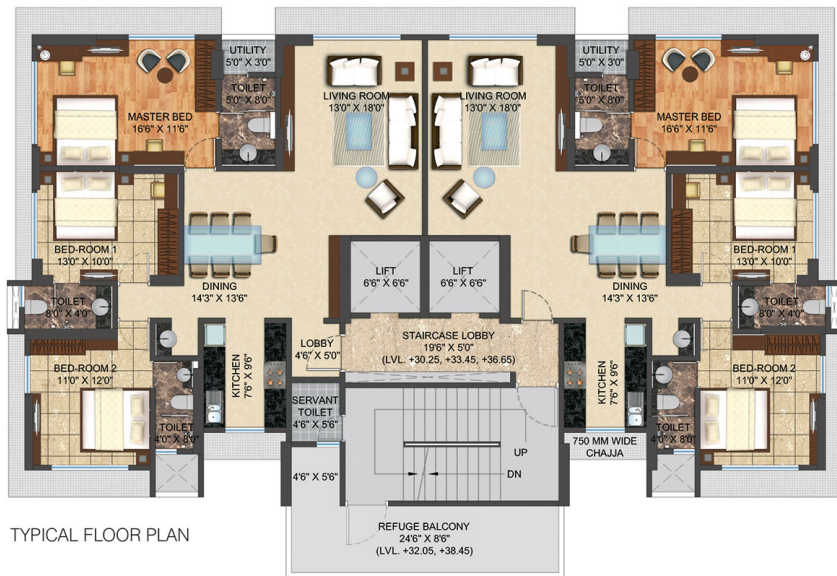 UTILITY
5'0" X 3'0"
TOILET
5'0" X 8'0"
MASTER BED
16'6" X 11'6"
LIVING ROOM
13'0" X 18'0"
LIVING ROOM
13'0" X 18'0"
UTILITY
5'0" X 3'0"
TOILET
5'0" X 8'0"
MASTER BED
16'6" X 11'6"
BED-ROOM 1
13'0" X 10'0"
DINING
14'3" X 13'6"
LIFT
6'6" X 6'6"
LIFT
6'6" X 6'6"
DINING
14'3" X 13'6"
BED-ROOM 1
13'0" X 10'0"
TOILET
8'0" X 4'0"
TOILET
8'0" X 4'0"
LOBBY
4'6" X 5'0"
STAIRCASE LOBBY
19'6" X 5'0"
(LVL. +30.25, +33.45, +36.65)
BED-ROOM 2
11'0" X 12'0"
KITCHEN
7'6" X 9'6"
KITCHEN
7'6" X 9'6"
BED-ROOM 2
11'0" X 12'0"
SERVANT
TOILET
4'6" X 5'6"
TOILET
4'0" X 8'0"
UP
DN
750 MM WIDE
CHAJJA
TOILET
4'0" X 8'0"
4'6" X 5'6"
REFUGE BALCONY
24'6" X 8'6"
(LVL. +32.05, +38.45)
TYPICAL FLOOR PLAN